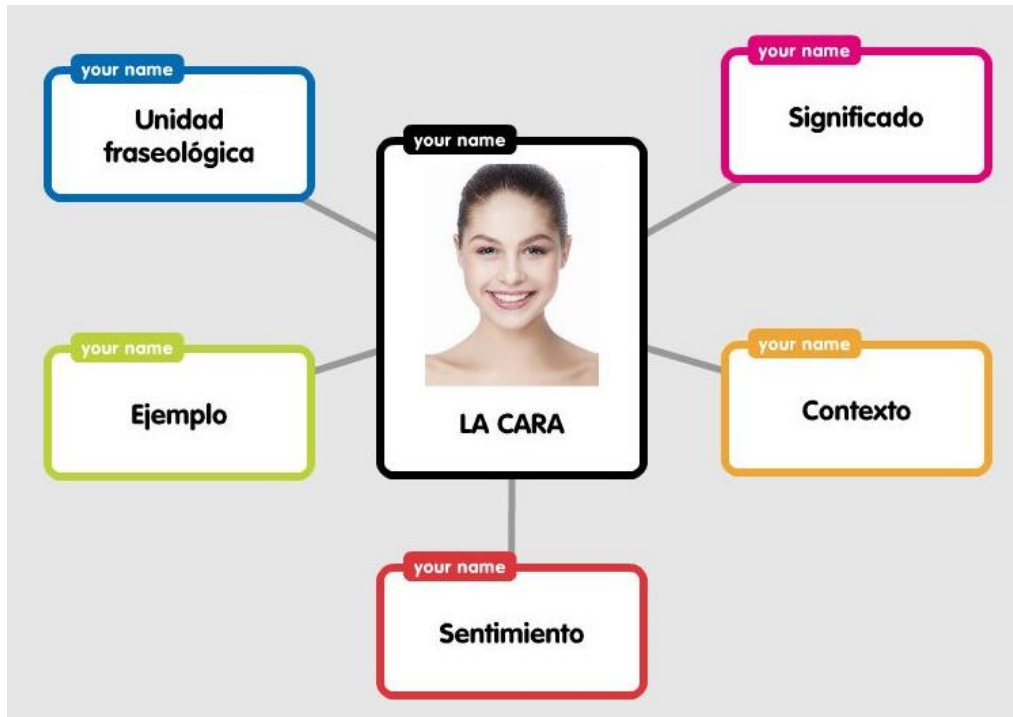 your name
Unidad
fraseológica
your name
Significado
your name
LA CARA
your name
Ejemplo
your name
Contexto
your name
Sentimiento